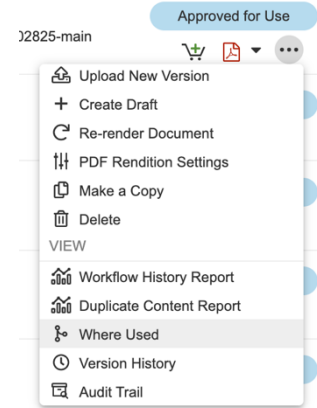 Approved for Use
02825-main
Upload New Version
Create Draft
Re-render Document
PDF Rendition Settings
Make a Copy
Delete
VIEW
Workflow History Report
Duplicate Content Report
Where Used
Version History
Audit Trail